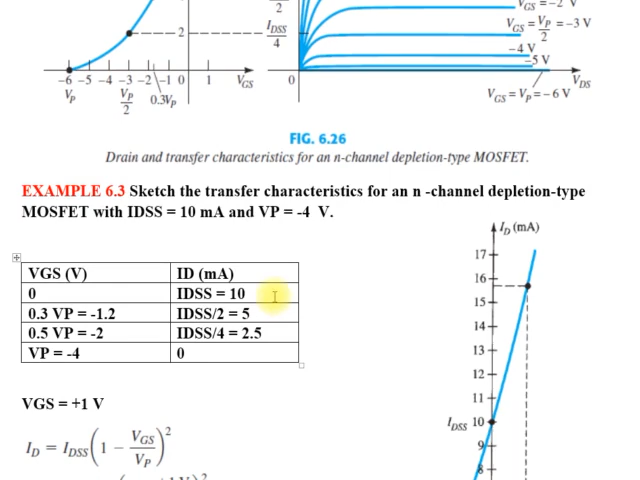 2
I_DSS/4
V_GS = -2 V
V_GS = V_P/2 = -3 V
-4 V
-5 V
2
0
V_DS
V_GS = V_P = -6 V
-6 -5 -4 -3 -2 -1 0 1 V_GS
V_P V_P/2 0.3V_P
FIG. 6.26
Drain and transfer characteristics for an n-channel depletion-type MOSFET.
EXAMPLE 6.3 Sketch the transfer characteristics for an n -channel depletion-type
MOSFET with IDSS = 10 mA and VP = -4 V.
VGS (V) ID (mA)
0 IDSS = 10
0.3 VP = -1.2 IDSS/2 = 5
0.5 VP = -2 IDSS/4 = 2.5
VP = -4 0
VGS = +1 V
I_D = I_DSS(1 - V_GS/V_P)^2
I_D (mA)
17
16
15
14
13
12
11
I_DSS 10
9
8